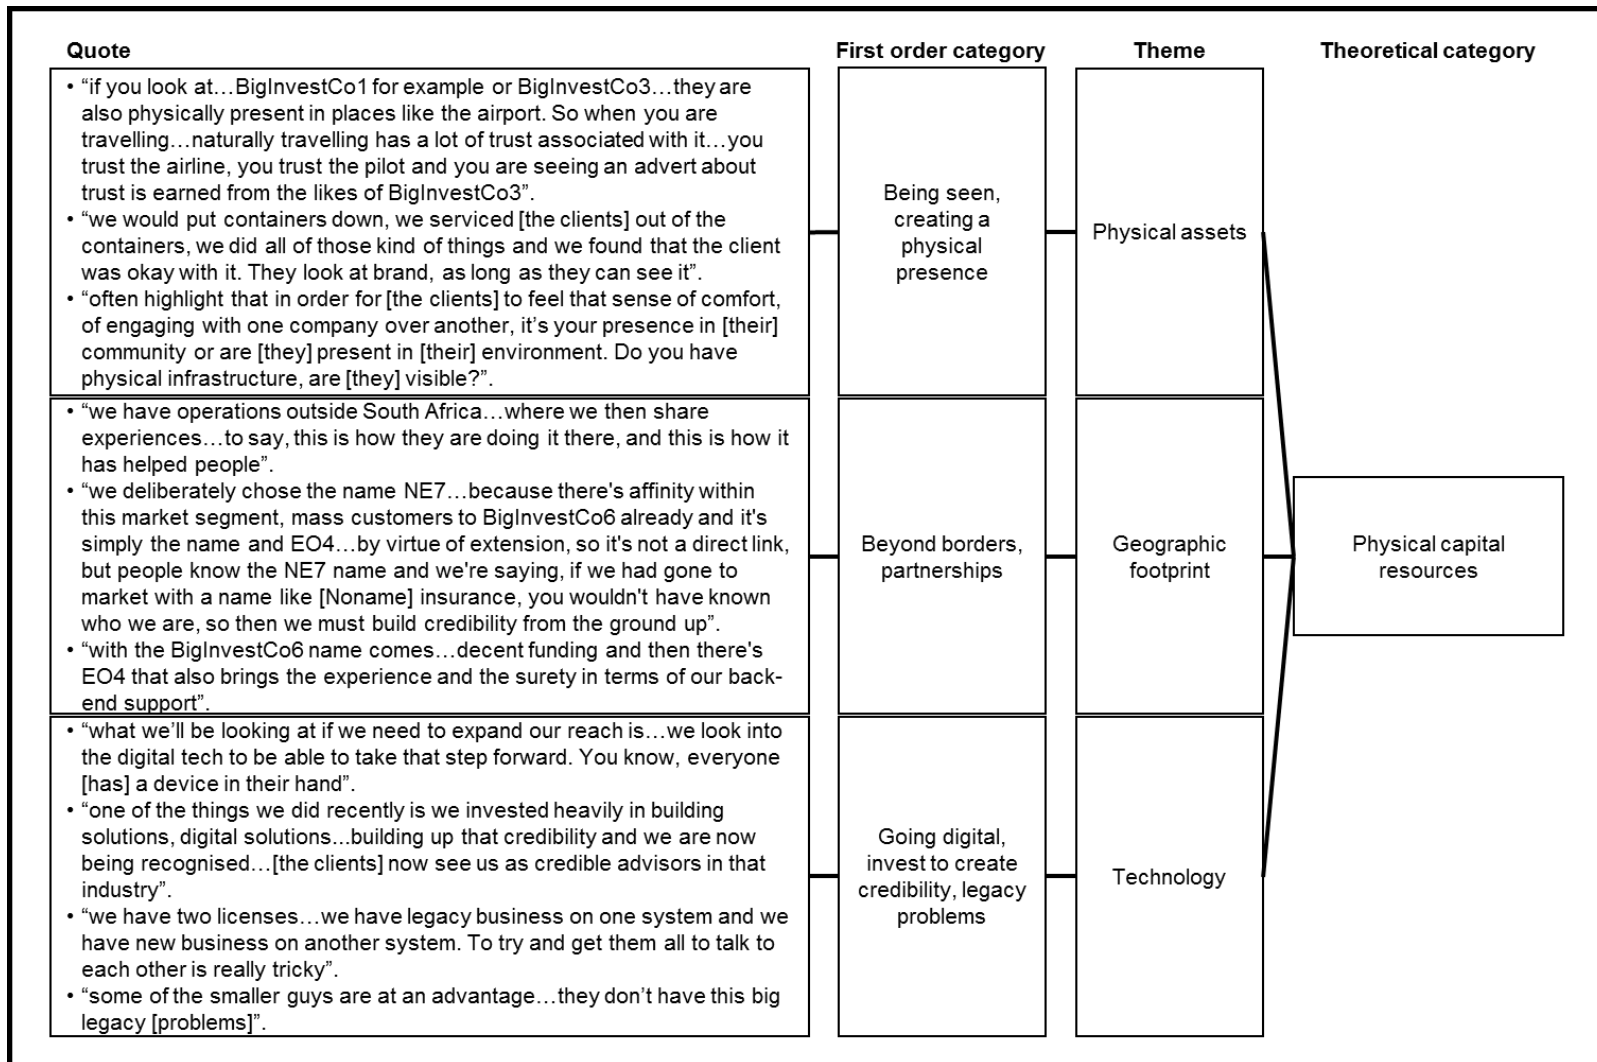 Quote
First order category
Theme
Theoretical category
• “if you look at…BigInvestCo1 for example or BigInvestCo3…they are
also physically present in places like the airport. So when you are
travelling…naturally travelling has a lot of trust associated with it…you
trust the airline, you trust the pilot and you are seeing an advert about
trust is earned from the likes of BigInvestCo3”.
• “we would put containers down, we serviced [the clients] out of the
containers, we did all of those kind of things and we found that the client
was okay with it. They look at brand, as long as they can see it”.
• “often highlight that in order for [the clients] to feel that sense of comfort,
of engaging with one company over another, it’s your presence in [their]
community or are [they] present in [their] environment. Do you have
physical infrastructure, are [they] visible?”.
Being seen,
creating a
physical
presence
Physical assets
• “we have operations outside South Africa…where we then share
experiences…to say, this is how they are doing it there, and this is how it
has helped people”.
• “we deliberately chose the name NE7…because there's affinity within
this market segment, mass customers to BigInvestCo6 already and it's
simply the name and EO4…by virtue of extension, so it's not a direct link,
but people know the NE7 name and we're saying, if we had gone to
market with a name like [Noname] insurance, you wouldn't have known
who we are, so then we must build credibility from the ground up”.
• “with the BigInvestCo6 name comes…decent funding and then there's
EO4 that also brings the experience and the surety in terms of our back-
end support”.
Beyond borders,
partnerships
Geographic
footprint
Physical capital
resources
• “what we’ll be looking at if we need to expand our reach is…we look into
the digital tech to be able to take that step forward. You know, everyone
[has] a device in their hand”.
• “one of the things we did recently is we invested heavily in building
solutions, digital solutions...building up that credibility and we are now
being recognised…[the clients] now see us as credible advisors in that
industry”.
• “we have two licenses…we have legacy business on one system and we
have new business on another system. To try and get them all to talk to
each other is really tricky”.
• “some of the smaller guys are at an advantage…they don’t have this big
legacy [problems]”.
Going digital,
invest to create
credibility, legacy
problems
Technology